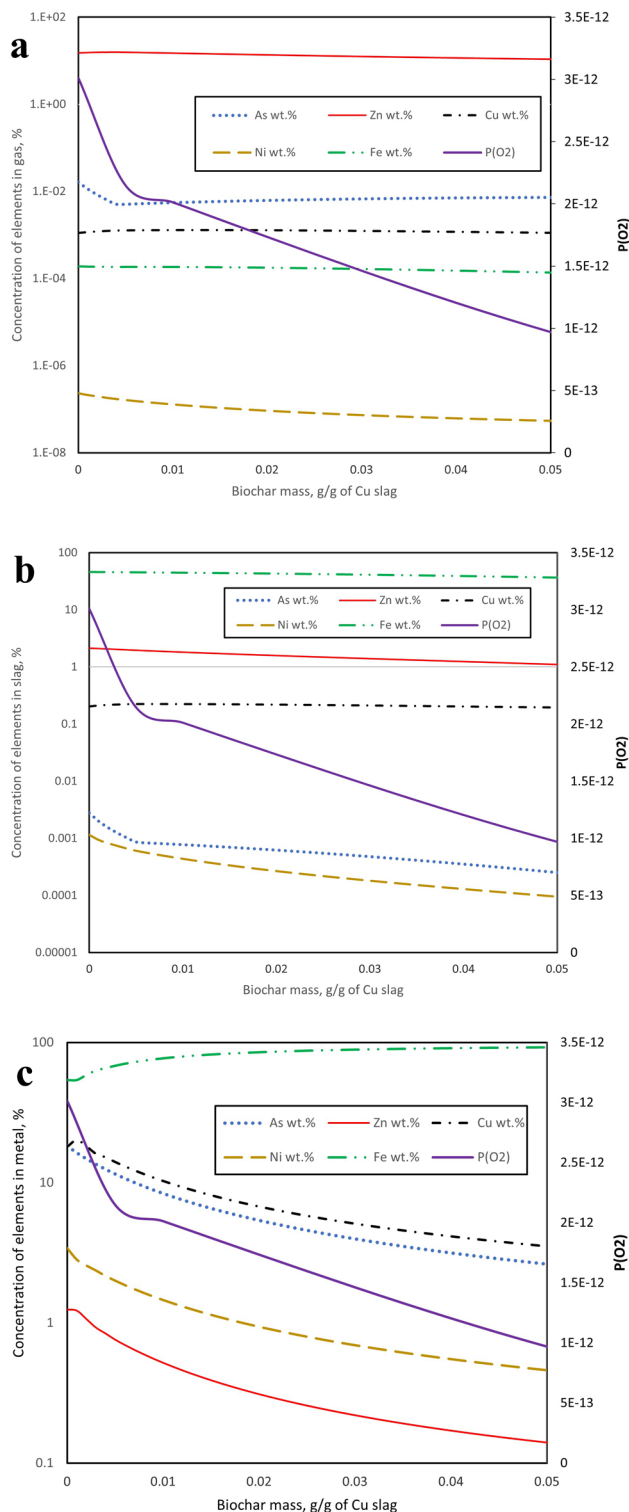 a
1.E+02
1.E+00
1.E-02
1.E-04
1.E-06
1.E-08
Concentration of elements in gas, %
As wt.% Zn wt.% Cu wt.%
Ni wt.% Fe wt.% P(O2)
3.5E-12
3E-12
2.5E-12
2E-12
1.5E-12
1E-12
5E-13
0
P(O2)
0 0.01 0.02 0.03 0.04 0.05
Biochar mass, g/g of Cu slag
b
100
10
1
0.1
0.01
0.001
0.0001
0.00001
Concentration of elements in slag, %
As wt.% Zn wt.% Cu wt.%
Ni wt.% Fe wt.% P(O2)
3.5E-12
3E-12
2.5E-12
2E-12
1.5E-12
1E-12
5E-13
0
P(O2)
0 0.01 0.02 0.03 0.04 0.05
Biochar mass, g/g of Cu slag
c
100
10
1
0.1
Concentration of elements in metal, %
As wt.% Zn wt.% Cu wt.%
Ni wt.% Fe wt.% P(O2)
3.5E-12
3E-12
2.5E-12
2E-12
1.5E-12
1E-12
5E-13
0
P(O2)
0 0.01 0.02 0.03 0.04 0.05
Biochar mass, g/g of Cu slag